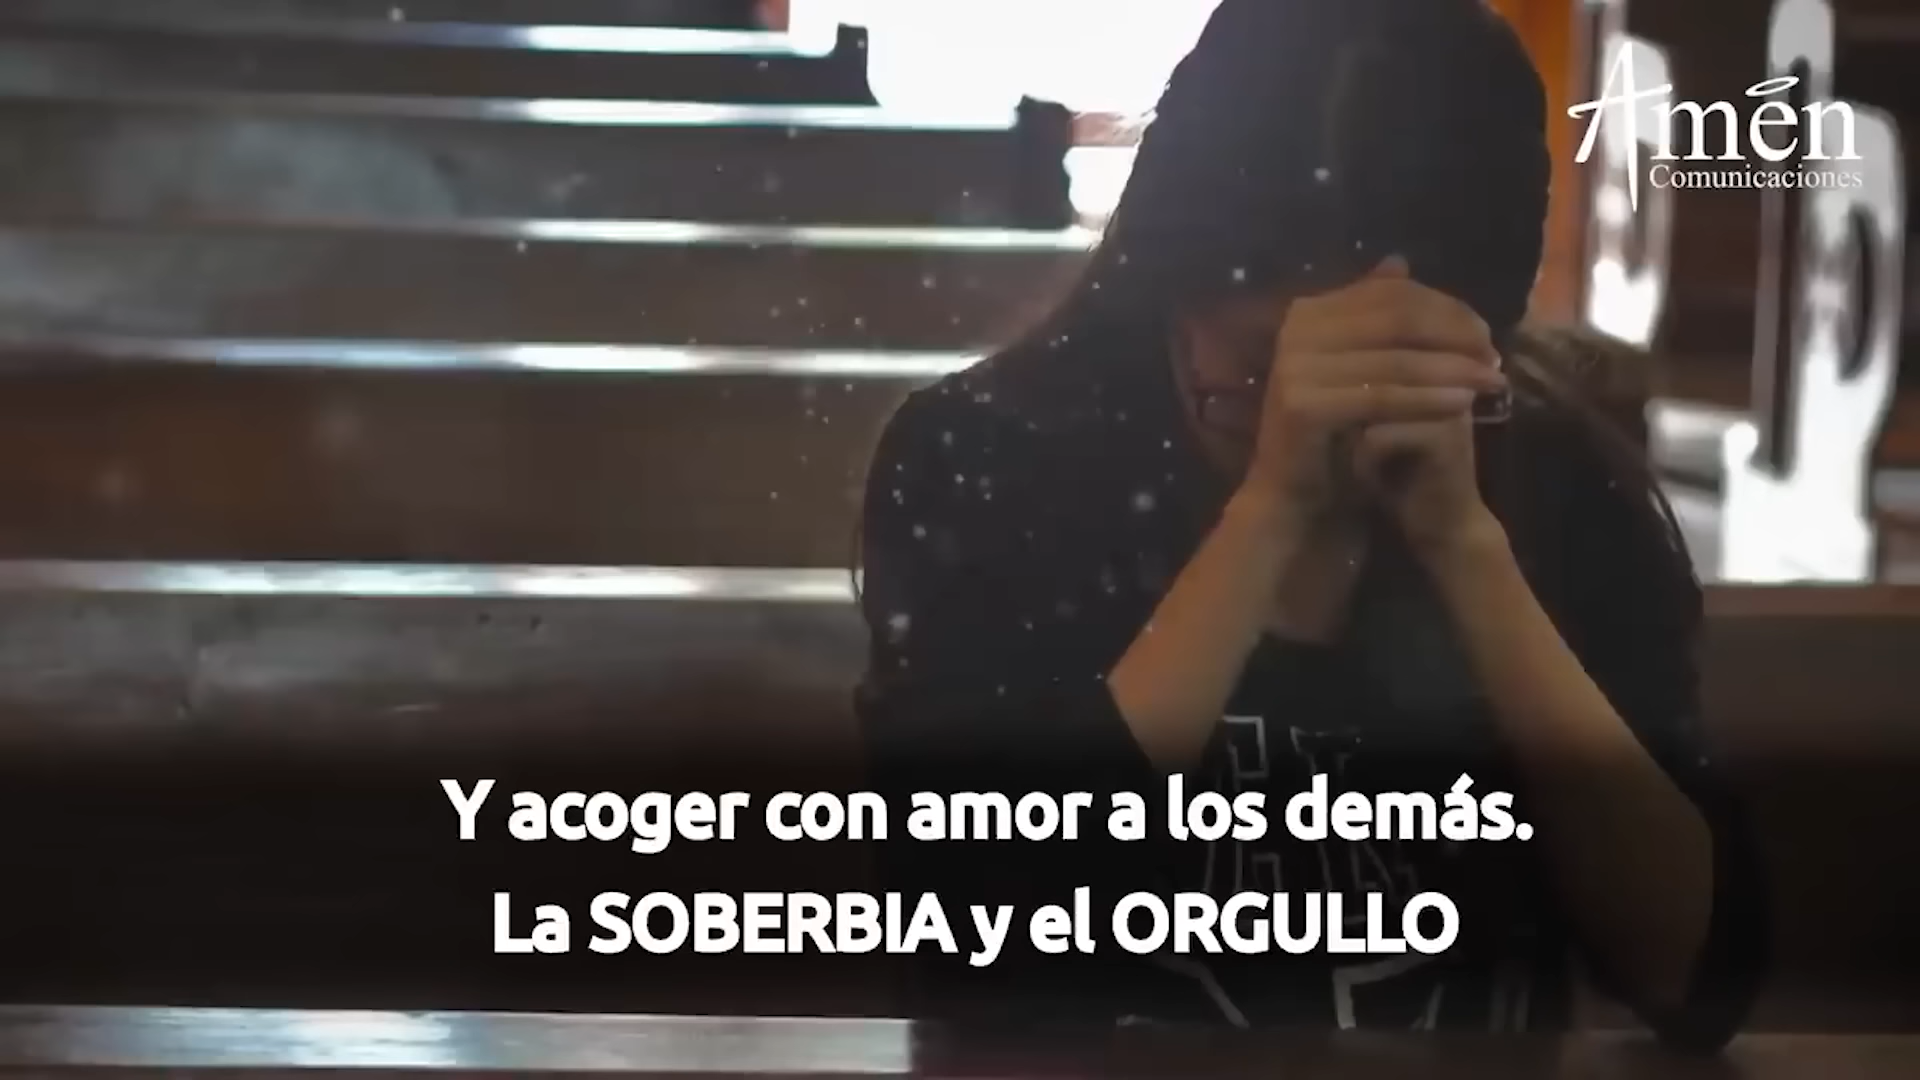 Amén
Comunicaciones
Y acoger con amor a los demás.
La SOBERBIA y el ORGULLO